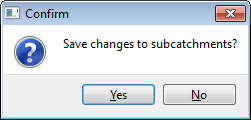 Confirm
Save changes to subcatchments?
Yes
No